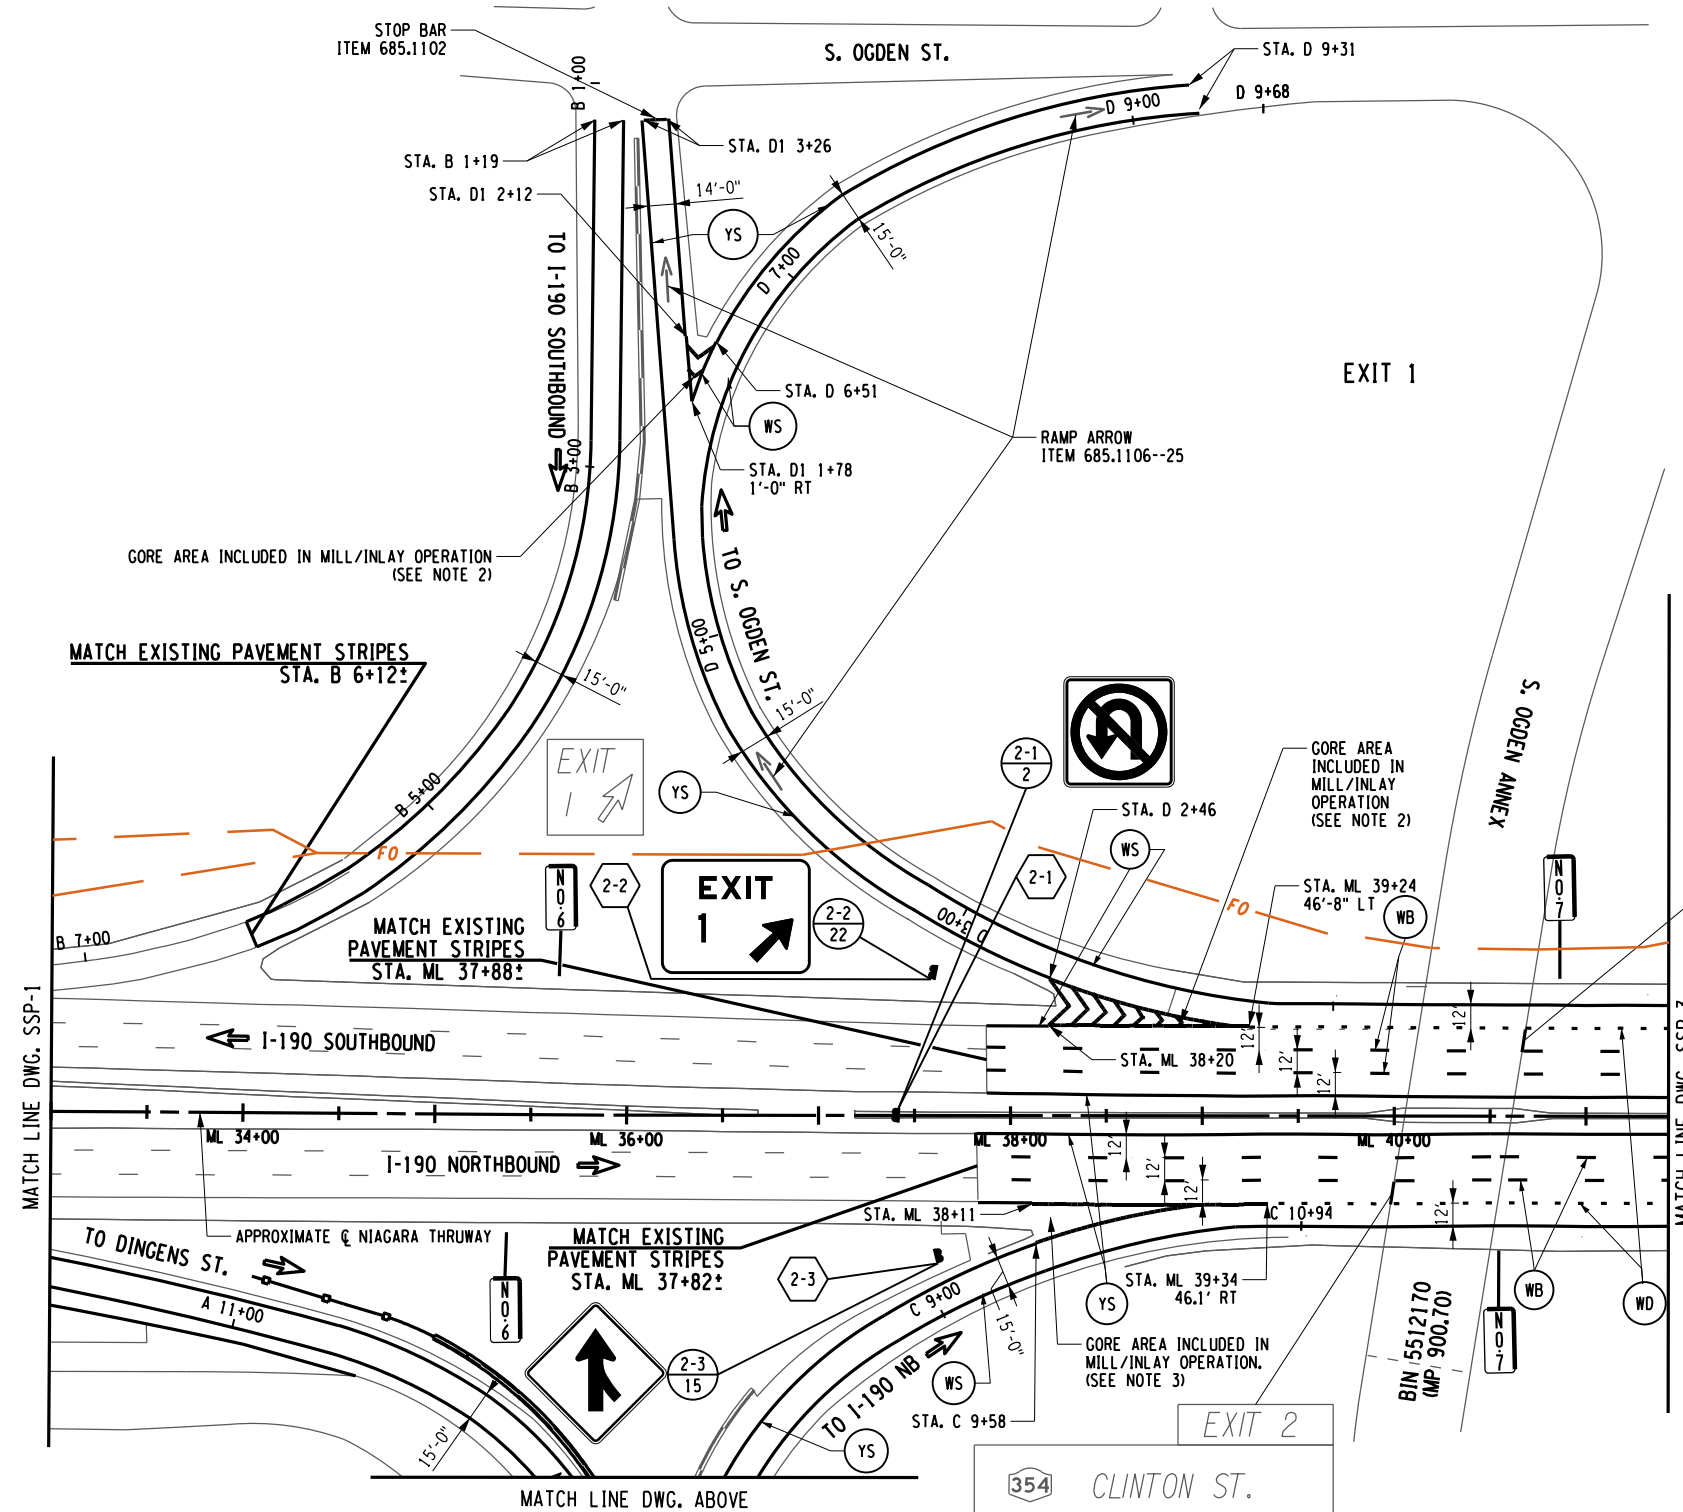 STOP BAR
ITEM 685.1102
S. OGDEN ST.
STA. D 9+31
B 1+00
D 9+00
D 9+68
STA. B 1+19
STA. D1 3+26
STA. D1 2+12
14'-0"
YS
15'-0"
TO I-190 SOUTHBOUND
D 7+00
EXIT 1
STA. D 6+51
WS
RAMP ARROW
ITEM 685.1106--25
B 3+00
STA. D1 1+78
1'-0" RT
GORE AREA INCLUDED IN MILL/INLAY OPERATION
(SEE NOTE 2)
TO S. OGDEN ST.
D 5+00
MATCH EXISTING PAVEMENT STRIPES
STA. B 6+12±
15'-0"
15'-0"
S. OGDEN ANNEX
EXIT
1
YS
B 5+00
2-1
2
GORE AREA
INCLUDED IN
MILL/INLAY
OPERATION
(SEE NOTE 2)
STA. D 2+46
WS
FO
NO.6
2-2
EXIT
1
2-2
22
2-1
STA. ML 39+24
46'-8" LT
WB
FO
NO.7
B 7+00
MATCH EXISTING
PAVEMENT STRIPES
STA. ML 37+88±
D 3+00
MATCH LINE DWG. SSP-1
I-190 SOUTHBOUND
STA. ML 38+20
12'
12'
12'
12'
MATCH LINE DWG. SSP-3
ML 34+00
ML 36+00
ML 38+00
ML 40+00
I-190 NORTHBOUND
12'
12'
12'
12'
STA. ML 38+11
C 10+94
APPROXIMATE ℄ NIAGARA THRUWAY
TO DINGENS ST.
MATCH EXISTING
PAVEMENT STRIPES
STA. ML 37+82±
2-3
STA. ML 39+34
46.1' RT
YS
WB
WD
A 11+00
NO.6
C 9+00
15'-0"
GORE AREA INCLUDED IN
MILL/INLAY OPERATION.
(SEE NOTE 3)
BIN 5512170
(MP 900.70)
NO.7
2-3
15
WS
TO I-190 NB
STA. C 9+58
15'-0"
YS
EXIT 2
354 CLINTON ST.
MATCH LINE DWG. ABOVE